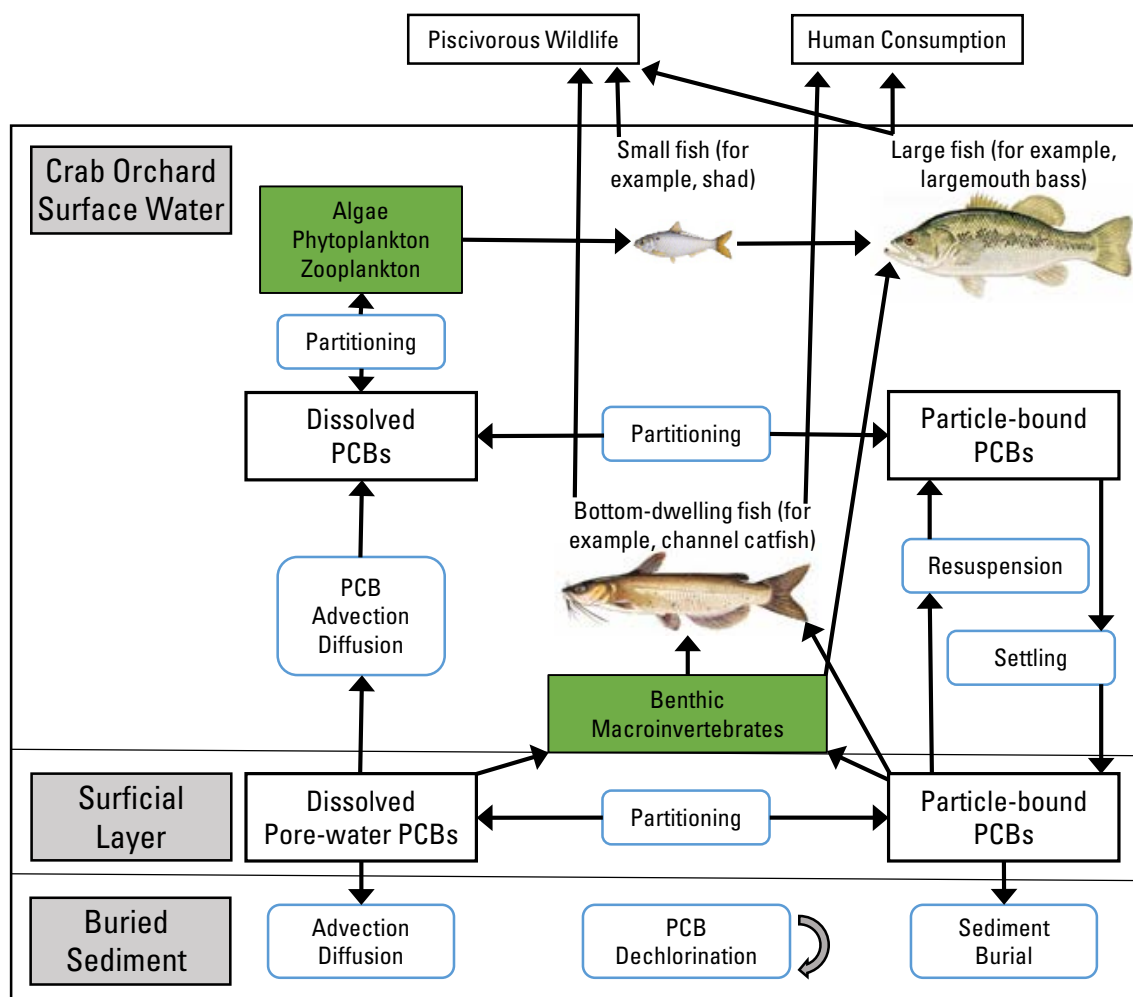 Piscivorous Wildlife
Human Consumption
Crab Orchard
Surface Water
Small fish (for
example, shad)
Large fish (for example,
largemouth bass)
Algae
Phytoplankton
Zooplankton
Partitioning
Dissolved
PCBs
Partitioning
Particle-bound
PCBs
Bottom-dwelling fish (for
example, channel catfish)
PCB
Advection
Diffusion
Resuspension
Settling
Benthic
Macroinvertebrates
Surficial
Layer
Dissolved
Pore-water PCBs
Partitioning
Particle-bound
PCBs
Buried
Sediment
Advection
Diffusion
PCB
Dechlorination
Sediment
Burial